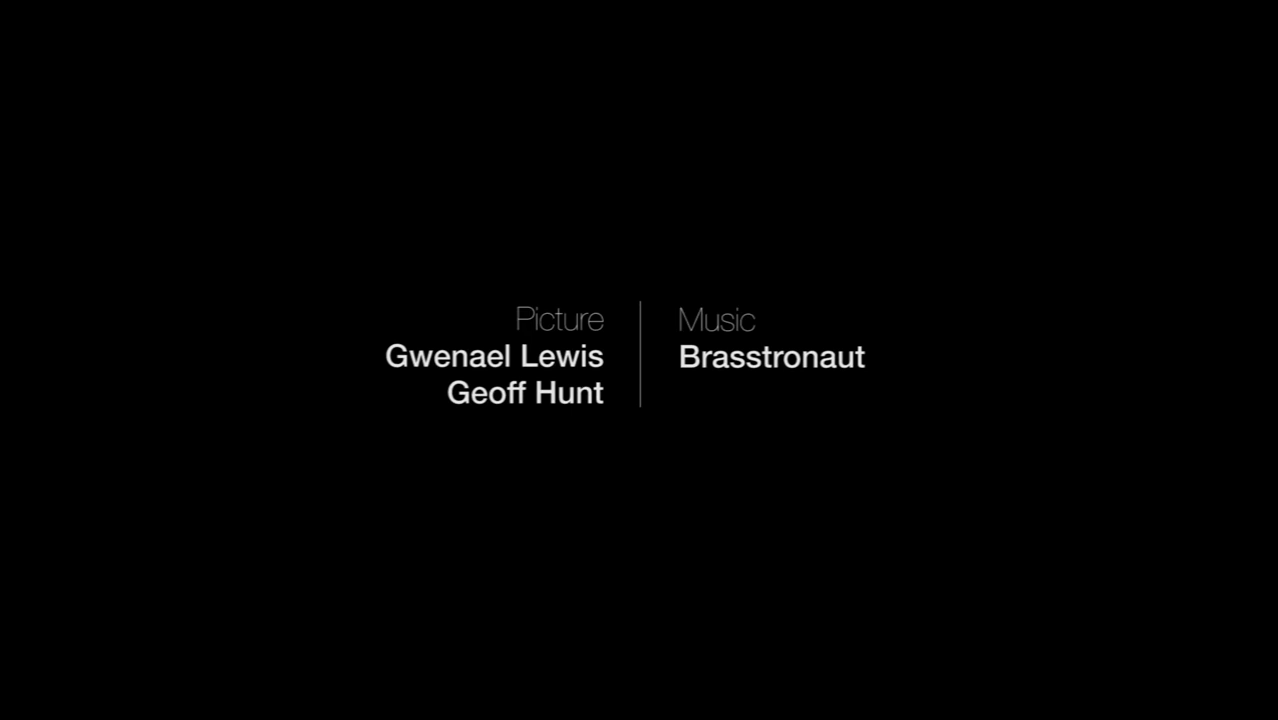 Picture
Gwenael Lewis
Geoff Hunt
Music
Brasstronaut